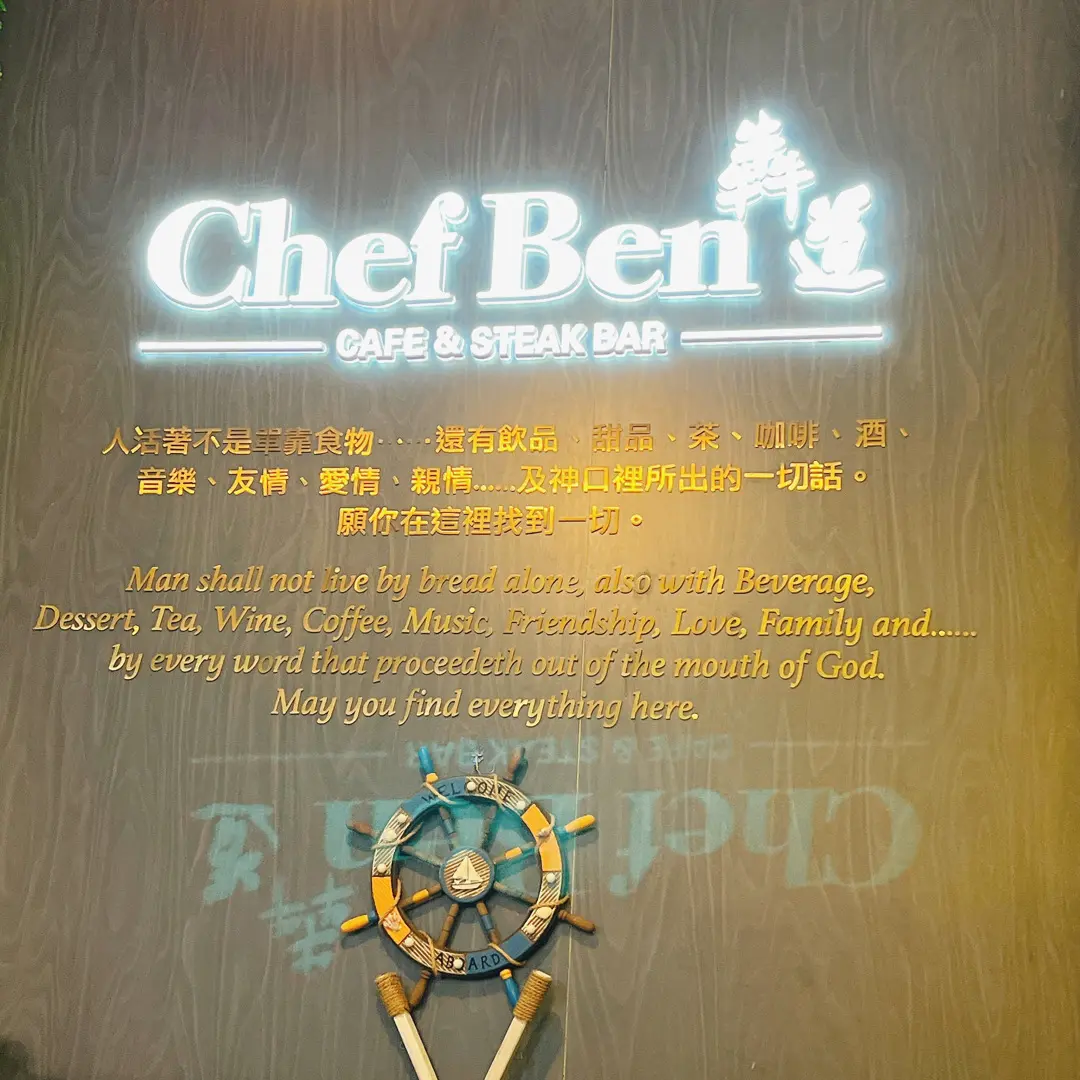 Chef Ben 犇道
CAFE & STEAK BAR
人活著不是單靠食物……還有飲品、甜品、茶、咖啡、酒、
音樂、友情、愛情、親情......及神口裡所出的一切話。
願你在這裡找到一切。
Man shall not live by bread alone, also with Beverage,
Dessert, Tea, Wine, Coffee, Music, Friendship, Love, Family and......
by every word that proceedeth out of the mouth of God.
May you find everything here.
WELCOME
ABOARD